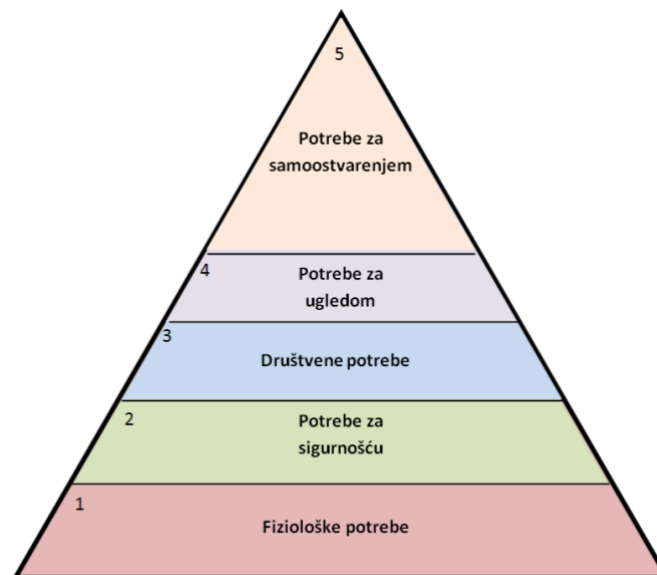 5
Potrebe za
samoostvarenjem
4
Potrebe za
ugledom
3
Društvene potrebe
2
Potrebe za
sigurnošću
1
Fiziološke potrebe